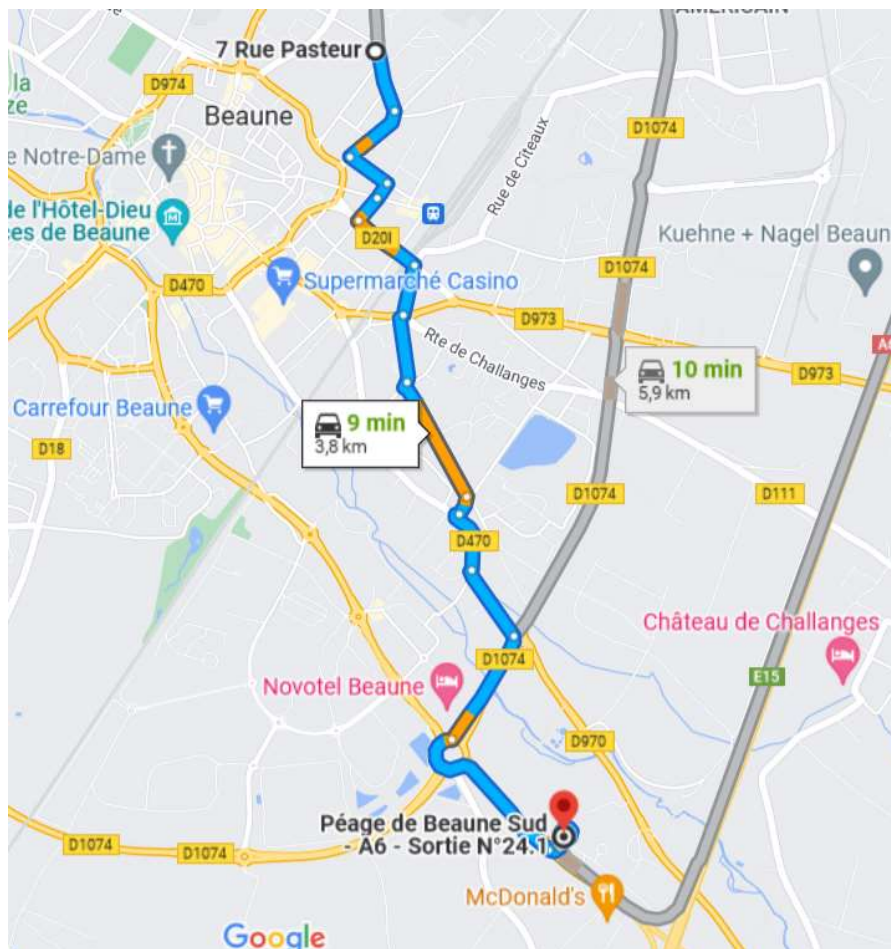 AMÉRICAIN
7 Rue Pasteur
la
ze
D974
Beaune
D1074
e Notre-Dame
Rue de Cîteaux
de l'Hôtel-Dieu
ces de Beaune
D20I
Kuehne + Nagel Beaun
D470
Supermarché Casino
D1074
D973
Rte de Challanges
A6
10 min
5,9 km
D973
Carrefour Beaune
9 min
3,8 km
D18
D1074
D111
D470
Château de Challanges
D1074
Novotel Beaune
E15
D970
Péage de Beaune Sud
- A6 - Sortie N°24.1
D1074
D1074
McDonald's
Google